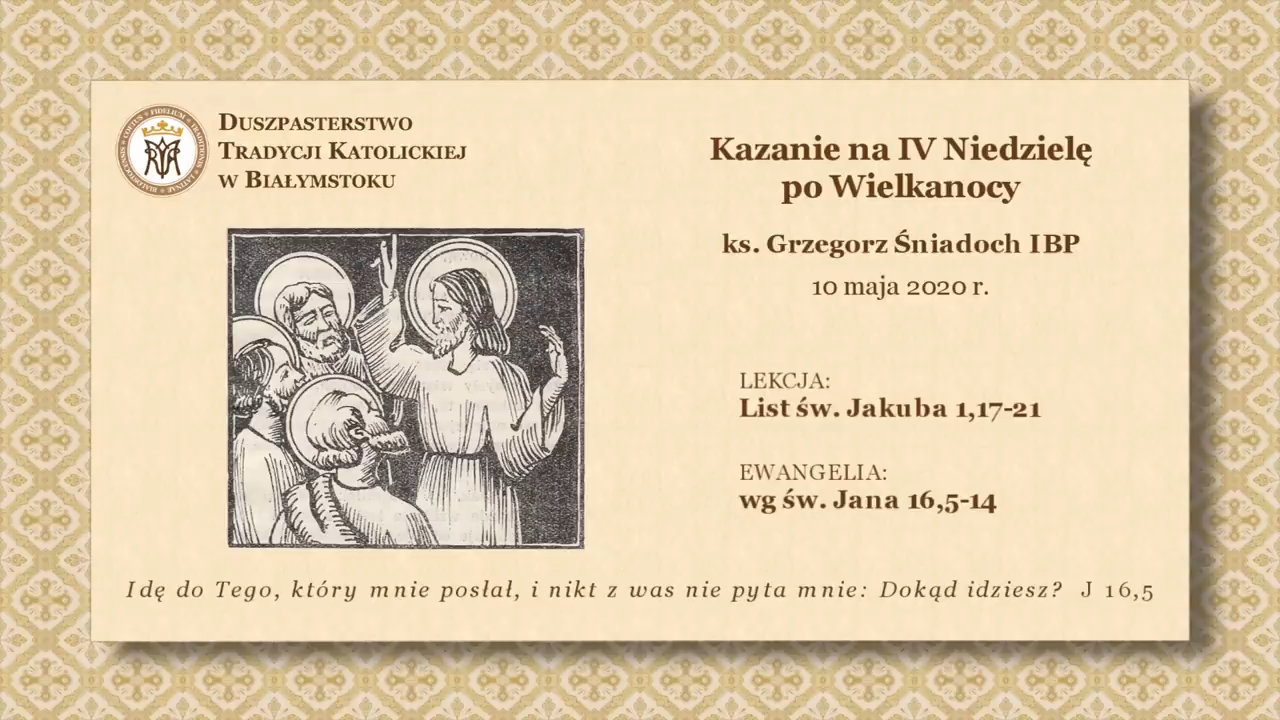 DUSZPASTERSTWO
TRADYCJI KATOLICKIEJ
W BIAŁYMSTOKU
Kazanie na IV Niedzielę
po Wielkanocy
ks. Grzegorz Śniadoch IBP
10 maja 2020 r.
LEKCJA:
List św. Jakuba 1,17-21
EWANGELIA:
wg św. Jana 16,5-14
Idę do Tego, który mnie posłał, i nikt z was nie pyta mnie: Dokąd idziesz? J 16,5